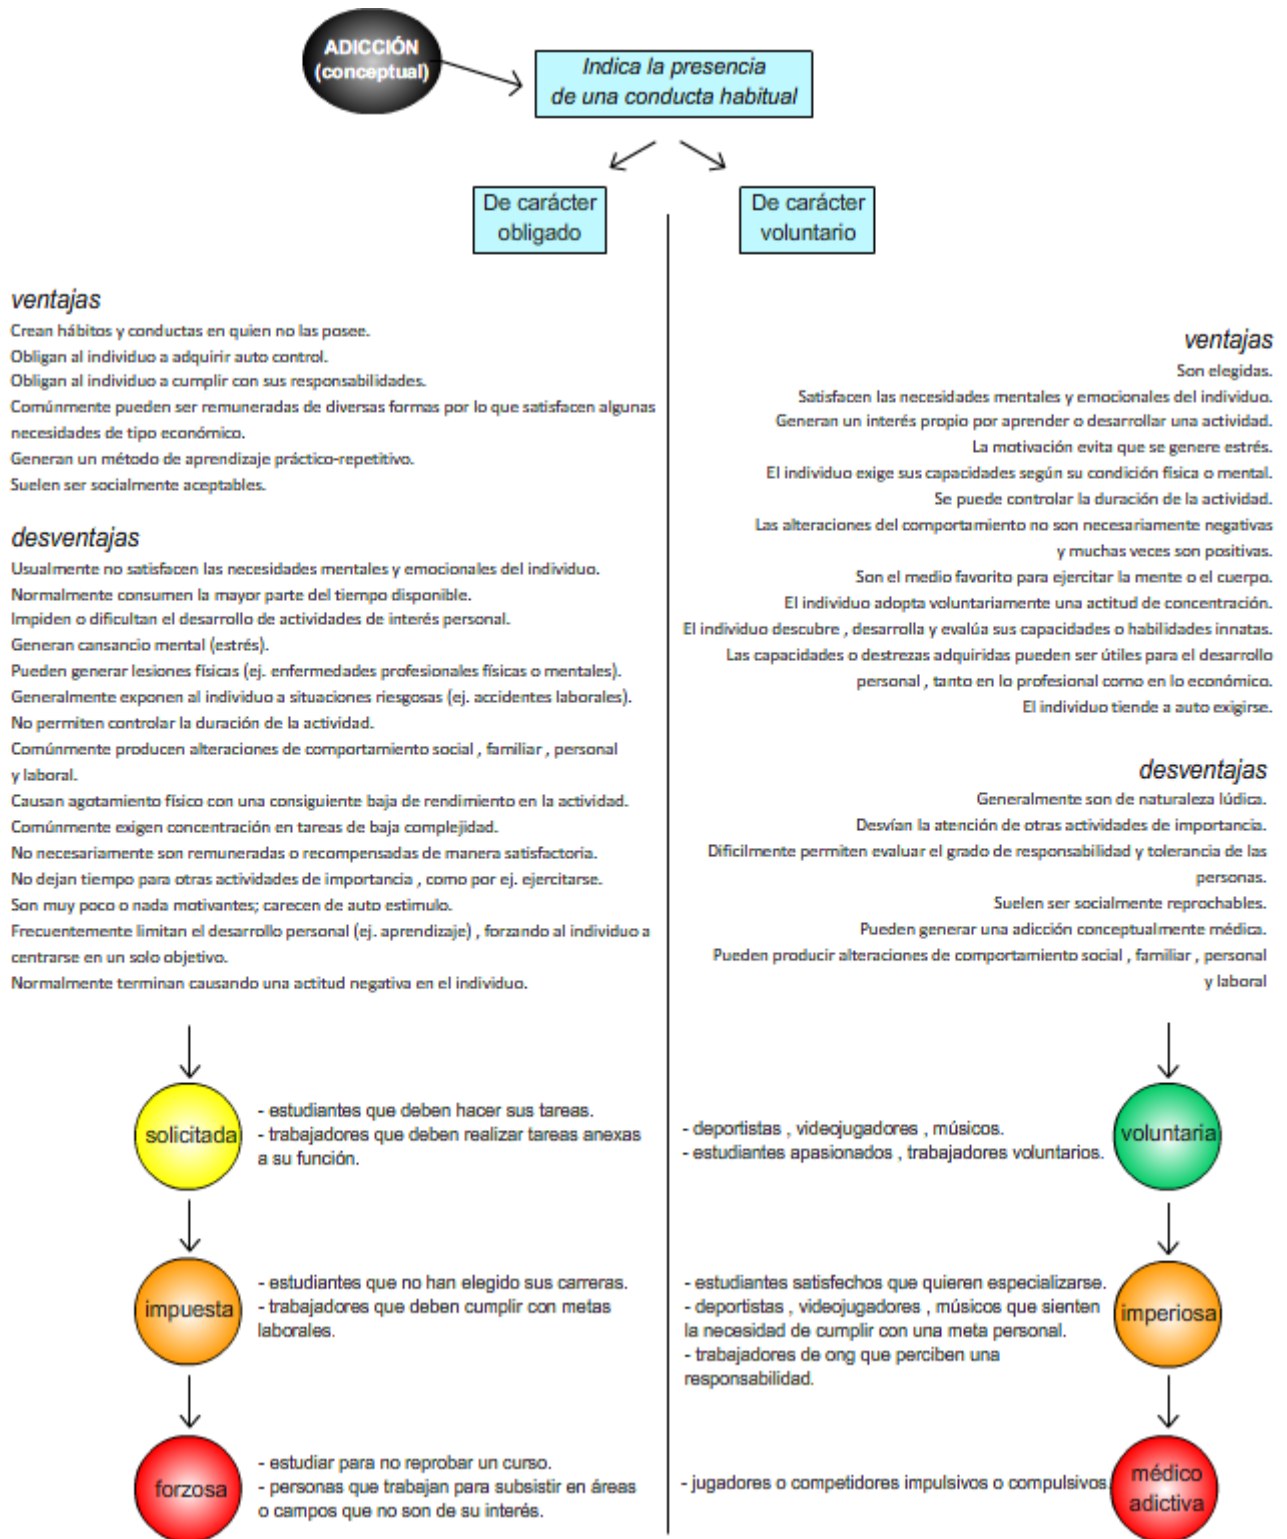 ADICCIÓN
(conceptual)
Indica la presencia
de una conducta habitual
De carácter
obligado
De carácter
voluntario
ventajas
Crean hábitos y conductas en quien no las posee.
Obligan al individuo a adquirir auto control.
Obligan al individuo a cumplir con sus responsabilidades.
Comúnmente pueden ser remuneradas de diversas formas por lo que satisfacen algunas
necesidades de tipo económico.
Generan un método de aprendizaje práctico-repetitivo.
Suelen ser socialmente aceptables.
desventajas
Usualmente no satisfacen las necesidades mentales y emocionales del individuo.
Normalmente consumen la mayor parte del tiempo disponible.
Impiden o dificultan el desarrollo de actividades de interés personal.
Generan cansancio mental (estrés).
Pueden generar lesiones físicas (ej. enfermedades profesionales físicas o mentales).
Generalmente exponen al individuo a situaciones riesgosas (ej. accidentes laborales).
No permiten controlar la duración de la actividad.
Comúnmente producen alteraciones de comportamiento social , familiar , personal
y laboral.
Causan agotamiento físico con una consiguiente baja de rendimiento en la actividad.
Comúnmente exigen concentración en tareas de baja complejidad.
No necesariamente son remuneradas o recompensadas de manera satisfactoria.
No dejan tiempo para otras actividades de importancia , como por ej. ejercitarse.
Son muy poco o nada motivantes; carecen de auto estimulo.
Frecuentemente limitan el desarrollo personal (ej. aprendizaje) , forzando al individuo a
centrarse en un solo objetivo.
Normalmente terminan causando una actitud negativa en el individuo.
solicitada
- estudiantes que deben hacer sus tareas.
- trabajadores que deben realizar tareas anexas
a su función.
impuesta
- estudiantes que no han elegido sus carreras.
- trabajadores que deben cumplir con metas
laborales.
forzosa
- estudiar para no reprobar un curso.
- personas que trabajan para subsistir en áreas
o campos que no son de su interés.
ventajas
Son elegidas.
Satisfacen las necesidades mentales y emocionales del individuo.
Generan un interés propio por aprender o desarrollar una actividad.
La motivación evita que se genere estrés.
El individuo exige sus capacidades según su condición física o mental.
Se puede controlar la duración de la actividad.
Las alteraciones del comportamiento no son necesariamente negativas
y muchas veces son positivas.
Son el medio favorito para ejercitar la mente o el cuerpo.
El individuo adopta voluntariamente una actitud de concentración.
El individuo descubre , desarrolla y evalúa sus capacidades o habilidades innatas.
Las capacidades o destrezas adquiridas pueden ser útiles para el desarrollo
personal , tanto en lo profesional como en lo económico.
El individuo tiende a auto exigirse.
desventajas
Generalmente son de naturaleza lúdica.
Desvían la atención de otras actividades de importancia.
Dificilmente permiten evaluar el grado de responsabilidad y tolerancia de las
personas.
Suelen ser socialmente reprochables.
Pueden generar una adicción conceptualmente médica.
Pueden producir alteraciones de comportamiento social , familiar , personal
y laboral
- deportistas , videojugadores , músicos.
- estudiantes apasionados , trabajadores voluntarios.
voluntaria
- estudiantes satisfechos que quieren especializarse.
- deportistas , videojugadores , músicos que sienten
la necesidad de cumplir con una meta personal.
- trabajadores de ong que perciben una
responsabilidad.
imperiosa
- jugadores o competidores impulsivos o compulsivos.
médico
adictiva